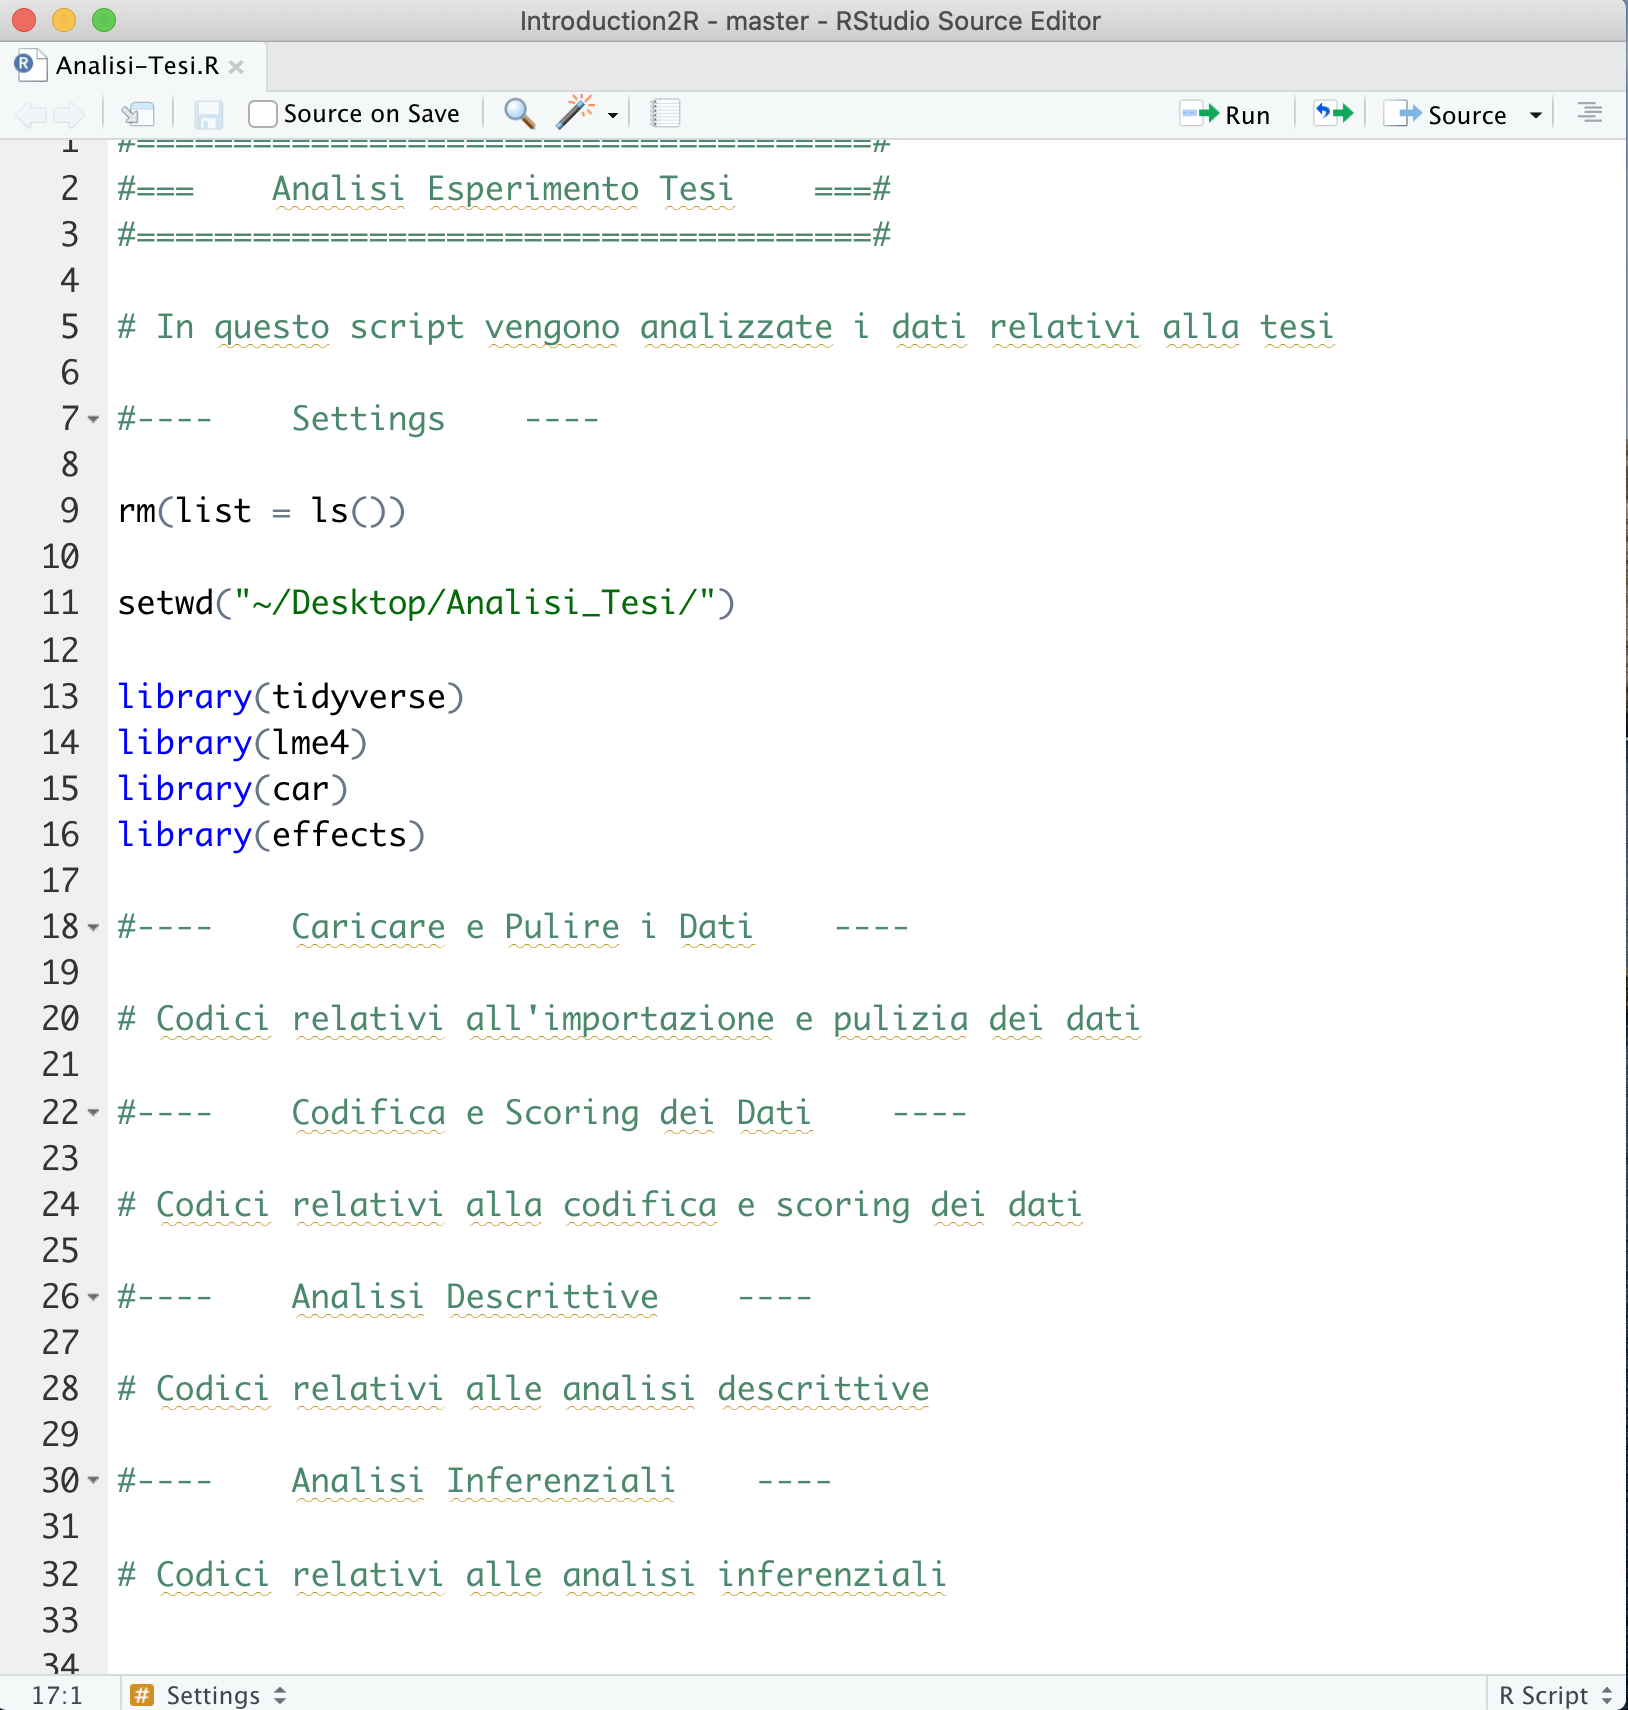 Introduction2R - master - RStudio Source Editor
Analisi-Tesi.R
Source on Save Run Source
1 #======================================#
2 #===    Analisi Esperimento Tesi    ===#
3 #======================================#
4
5 # In questo script vengono analizzate i dati relativi alla tesi
6
7 #----    Settings    ----
8
9 rm(list = ls())
10
11 setwd("~/Desktop/Analisi_Tesi/")
12
13 library(tidyverse)
14 library(lme4)
15 library(car)
16 library(effects)
17
18 #----    Caricare e Pulire i Dati    ----
19
20 # Codici relativi all'importazione e pulizia dei dati
21
22 #----    Codifica e Scoring dei Dati    ----
23
24 # Codici relativi alla codifica e scoring dei dati
25
26 #----    Analisi Descrittive    ----
27
28 # Codici relativi alle analisi descrittive
29
30 #----    Analisi Inferenziali    ----
31
32 # Codici relativi alle analisi inferenziali
33
34
17:1 # Settings R Script